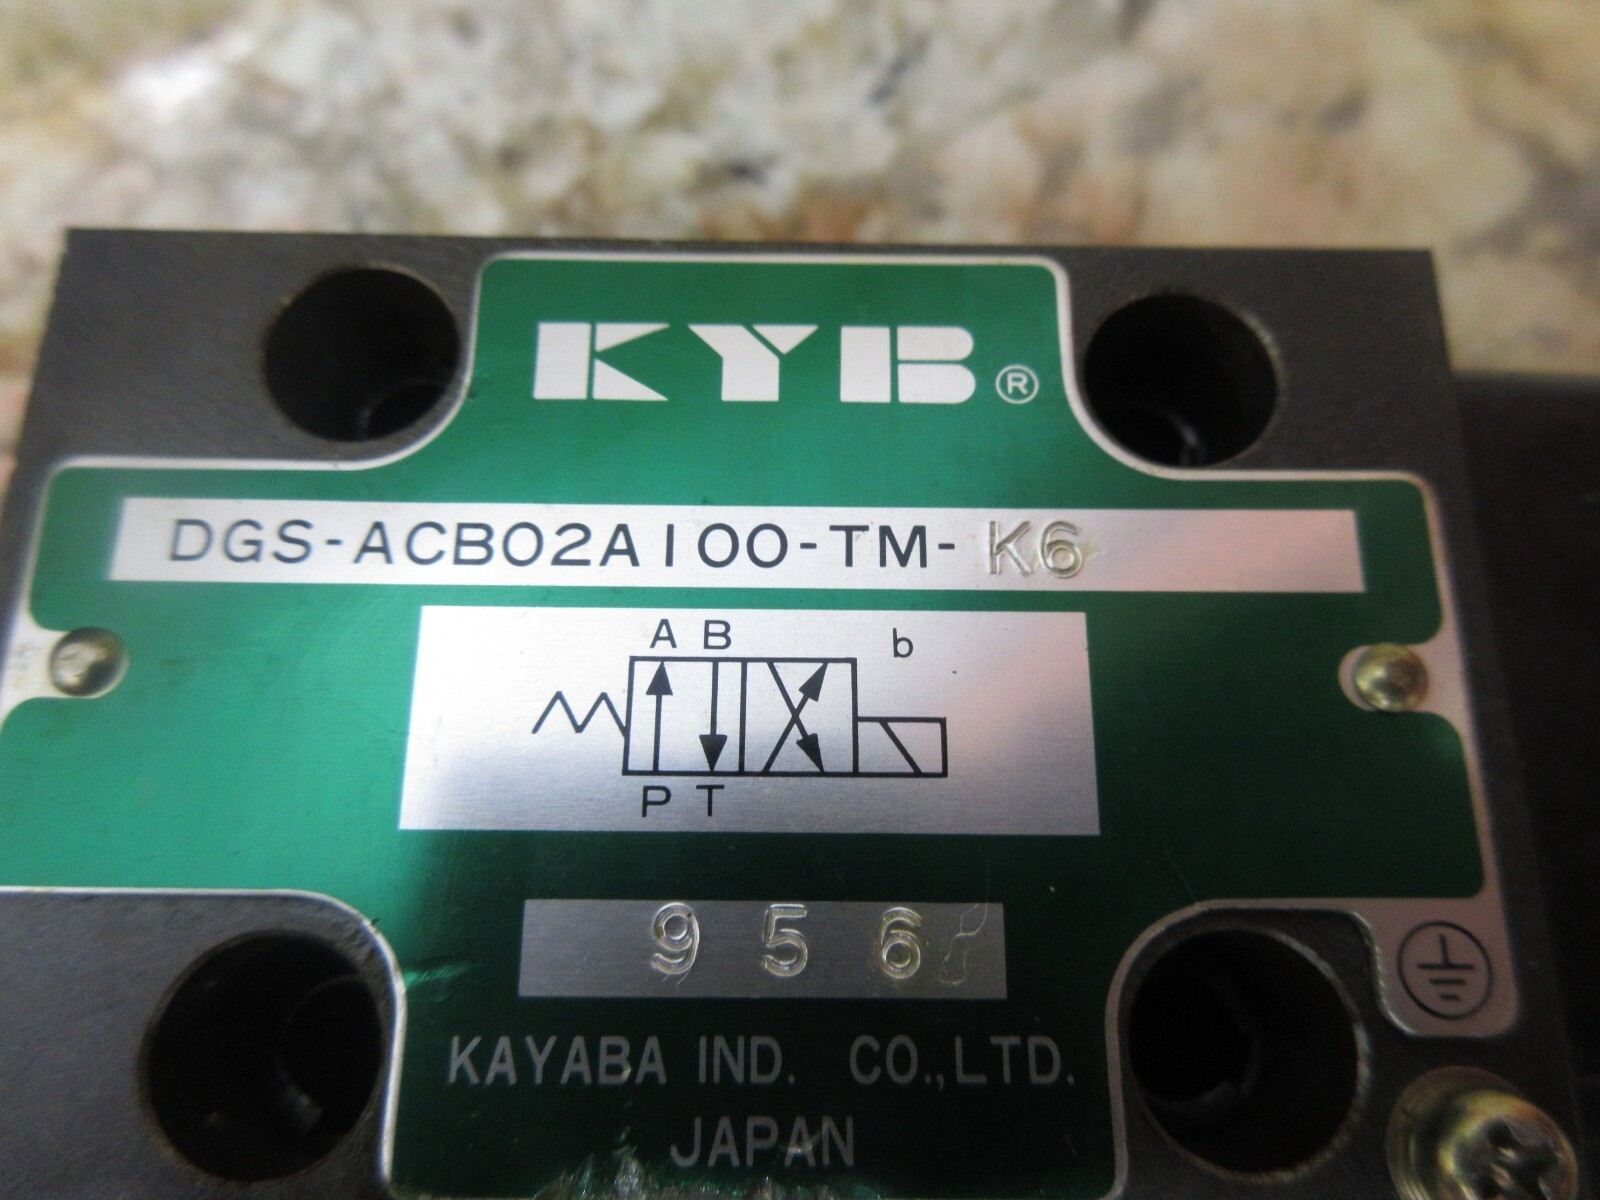 KYB®
DGS-ACB02A100-TM-K6
A B b
P T
956
KAYABA IND. CO.,LTD.
JAPAN